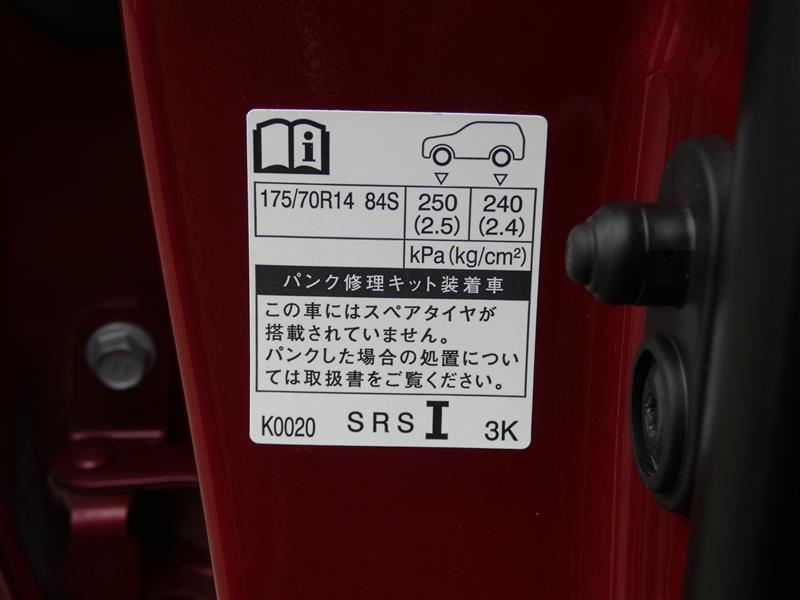 i
175/70R14 84S 250 (2.5) 240 (2.4)
kPa(kg/cm²)
パンク修理キット装着車
この車にはスペアタイヤが
搭載されていません。
パンクした場合の処置につい
ては取扱書をご覧ください。
K0020 SRS I 3K